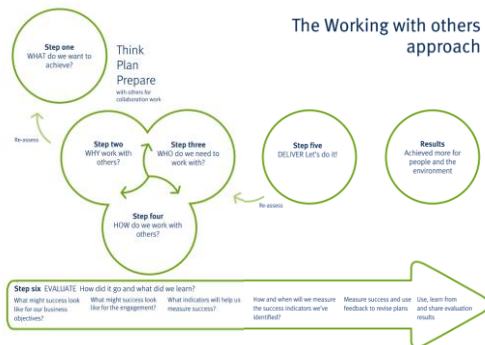 The Working with others
approach
Step one
WHAT do we want to
achieve?
Think
Plan
Prepare
with others for
collaboration work
Re-assess
Step two
WHY work with
others?
Step three
WHO do we need to
work with?
Step four
HOW do we work with
others?
Re-assess
Step five
DELIVER Let's do it!
Results
Achieved more for
people and the
environment
Step six EVALUATE How did it go and what did we learn?
What might success look
like for our business
objectives?
What might success look
like for the engagement?
What indicators will help us
measure success?
How and when will we measure
the success indicators we've
identified?
Measure success and use
feedback to revise plans
Use, learn from
and share evaluation
results